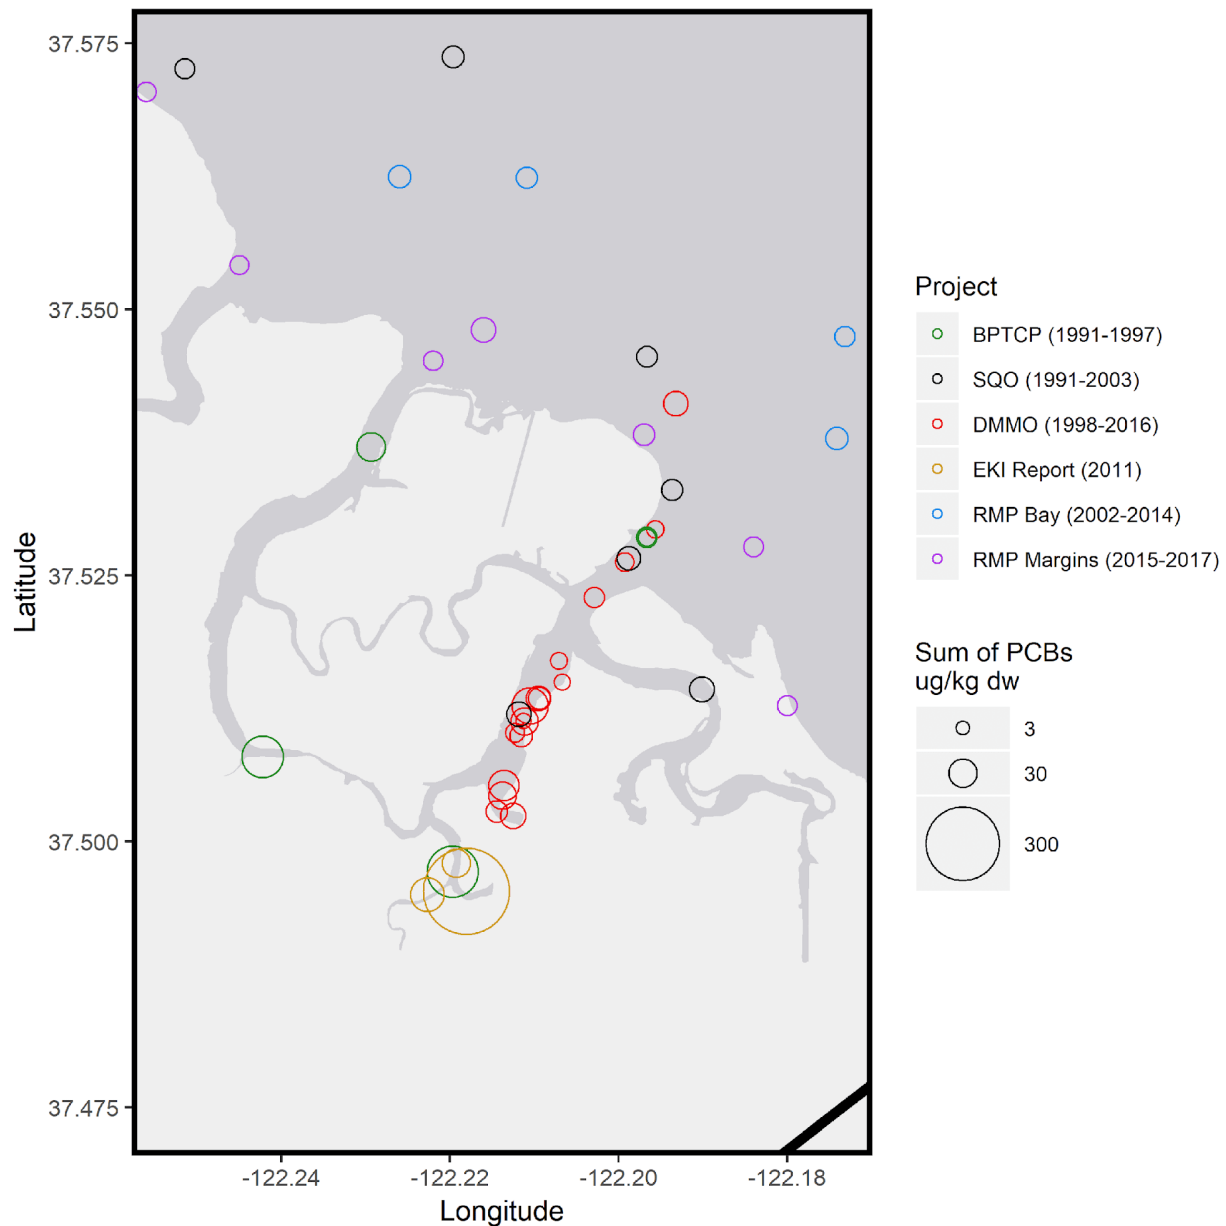 37.575
37.550
37.525
37.500
37.475
Latitude
-122.24
-122.22
-122.20
-122.18
Longitude
Project
BPTCP (1991-1997)
SQO (1991-2003)
DMMO (1998-2016)
EKI Report (2011)
RMP Bay (2002-2014)
RMP Margins (2015-2017)
Sum of PCBs
ug/kg dw
3
30
300